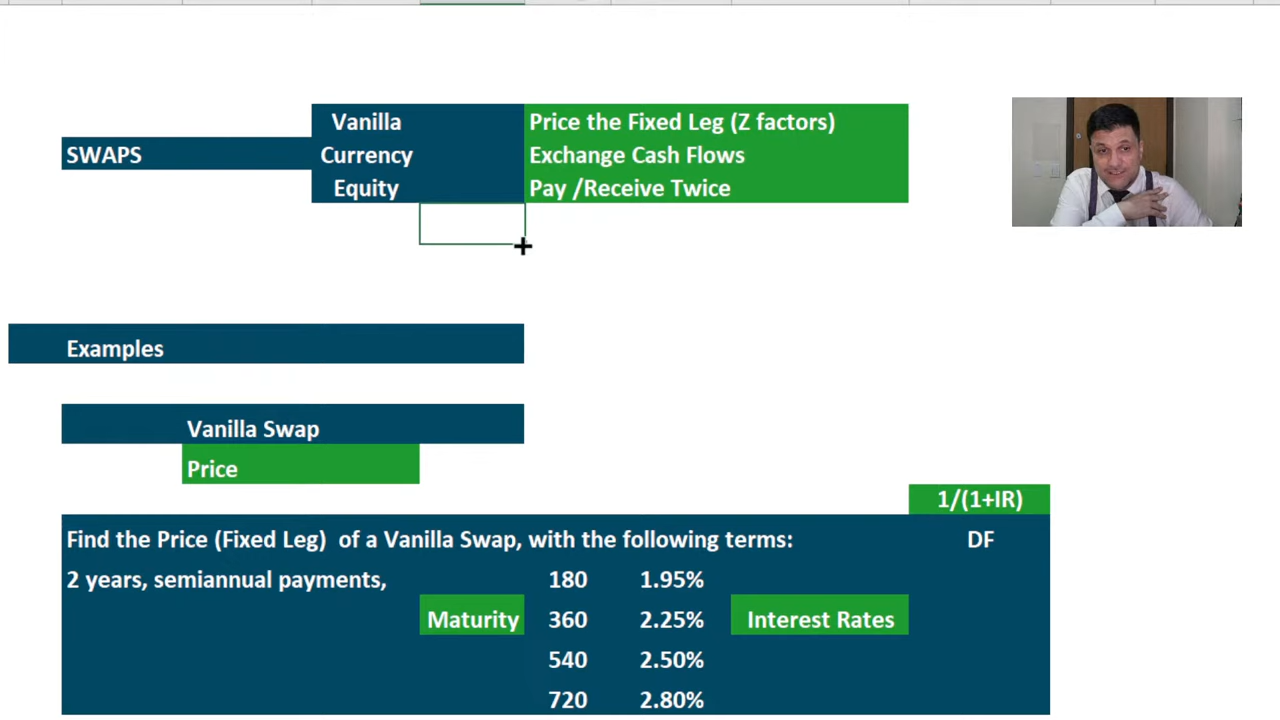 Vanilla Price the Fixed Leg (Z factors)
SWAPS Currency Exchange Cash Flows
Equity Pay /Receive Twice
Examples
Vanilla Swap
Price
1/(1+IR)
Find the Price (Fixed Leg) of a Vanilla Swap, with the following terms: DF
2 years, semiannual payments, 180 1.95%
Maturity 360 2.25% Interest Rates
540 2.50%
720 2.80%